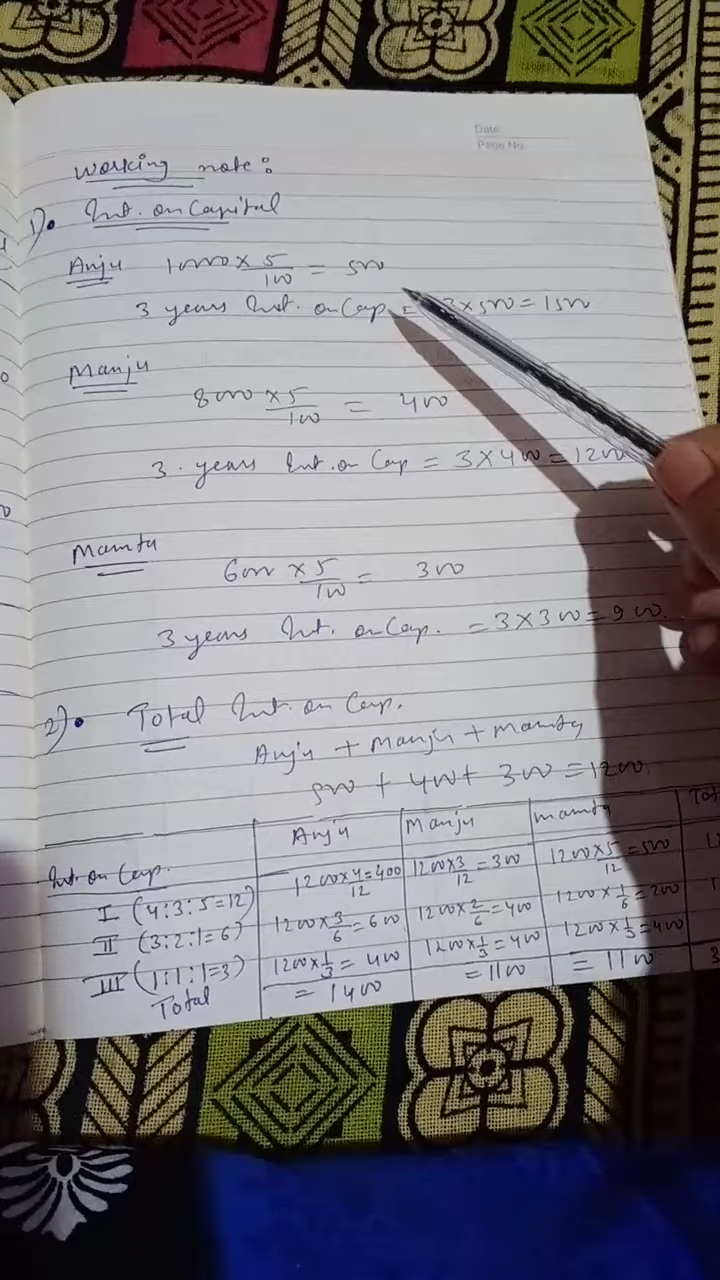 Date
Page No
Working note:
1). Int. on Capital
Anju 10000 × 5/100 = 500
3 years Int. on Cap. = 3×500 = 1500
Manju
8000 × 5/100 = 400
3. years Int. on Cap = 3×400 = 1200
Mamta
6000 × 5/100 = 300
3 years Int. on Cap. = 3×300 = 900.
2). Total Int. on Cap.
Anju + Manju + Mamta
500 + 400 + 300 = 1200.
Anju Manju Mamta
Int. on Cap.
I (4:3:5=12) 1200×4/12=400 1200×3/12=300 1200×5/12=500
II (3:2:1=6) 1200×3/6=600 1200×2/6=400 1200×1/6=200
III (1:1:1=3) 1200×1/3=400 1200×1/3=400 1200×1/3=400
Total = 1400 = 1100 = 1100